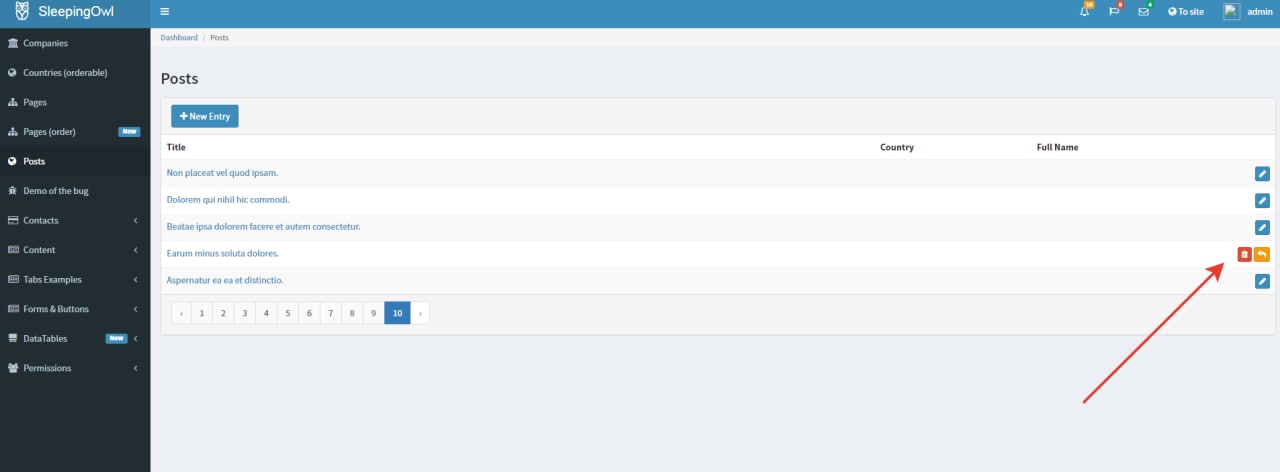 SleepingOwl
10
9
4
To site
admin
Companies
Countries (orderable)
Pages
Pages (order) New
Posts
Demo of the bug
Contacts
Content
Tabs Examples
Forms & Buttons
DataTables New
Permissions
Dashboard / Posts
Posts
+ New Entry
Title Country Full Name
Non placeat vel quod ipsam.
Dolorem qui nihil hic commodi.
Beatae ipsa dolorem facere et autem consectetur.
Earum minus soluta dolores.
Aspernatur ea ea et distinctio.
‹ 1 2 3 4 5 6 7 8 9 10 ›